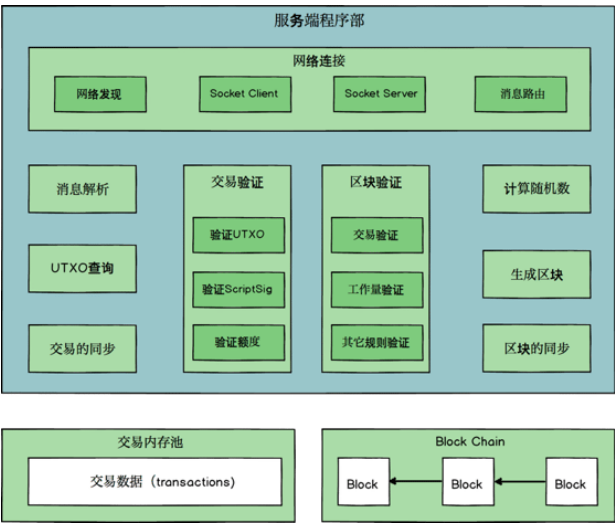 服务端程序部
网络连接
网络发现 Socket Client Socket Server 消息路由
消息解析 交易验证 区块验证 计算随机数
验证UTXO 交易验证
UTXO查询 生成区块
验证ScriptSig 工作量验证
交易的同步 验证额度 其它规则验证 区块的同步
交易内存池 Block Chain
交易数据（transactions) Block Block Block